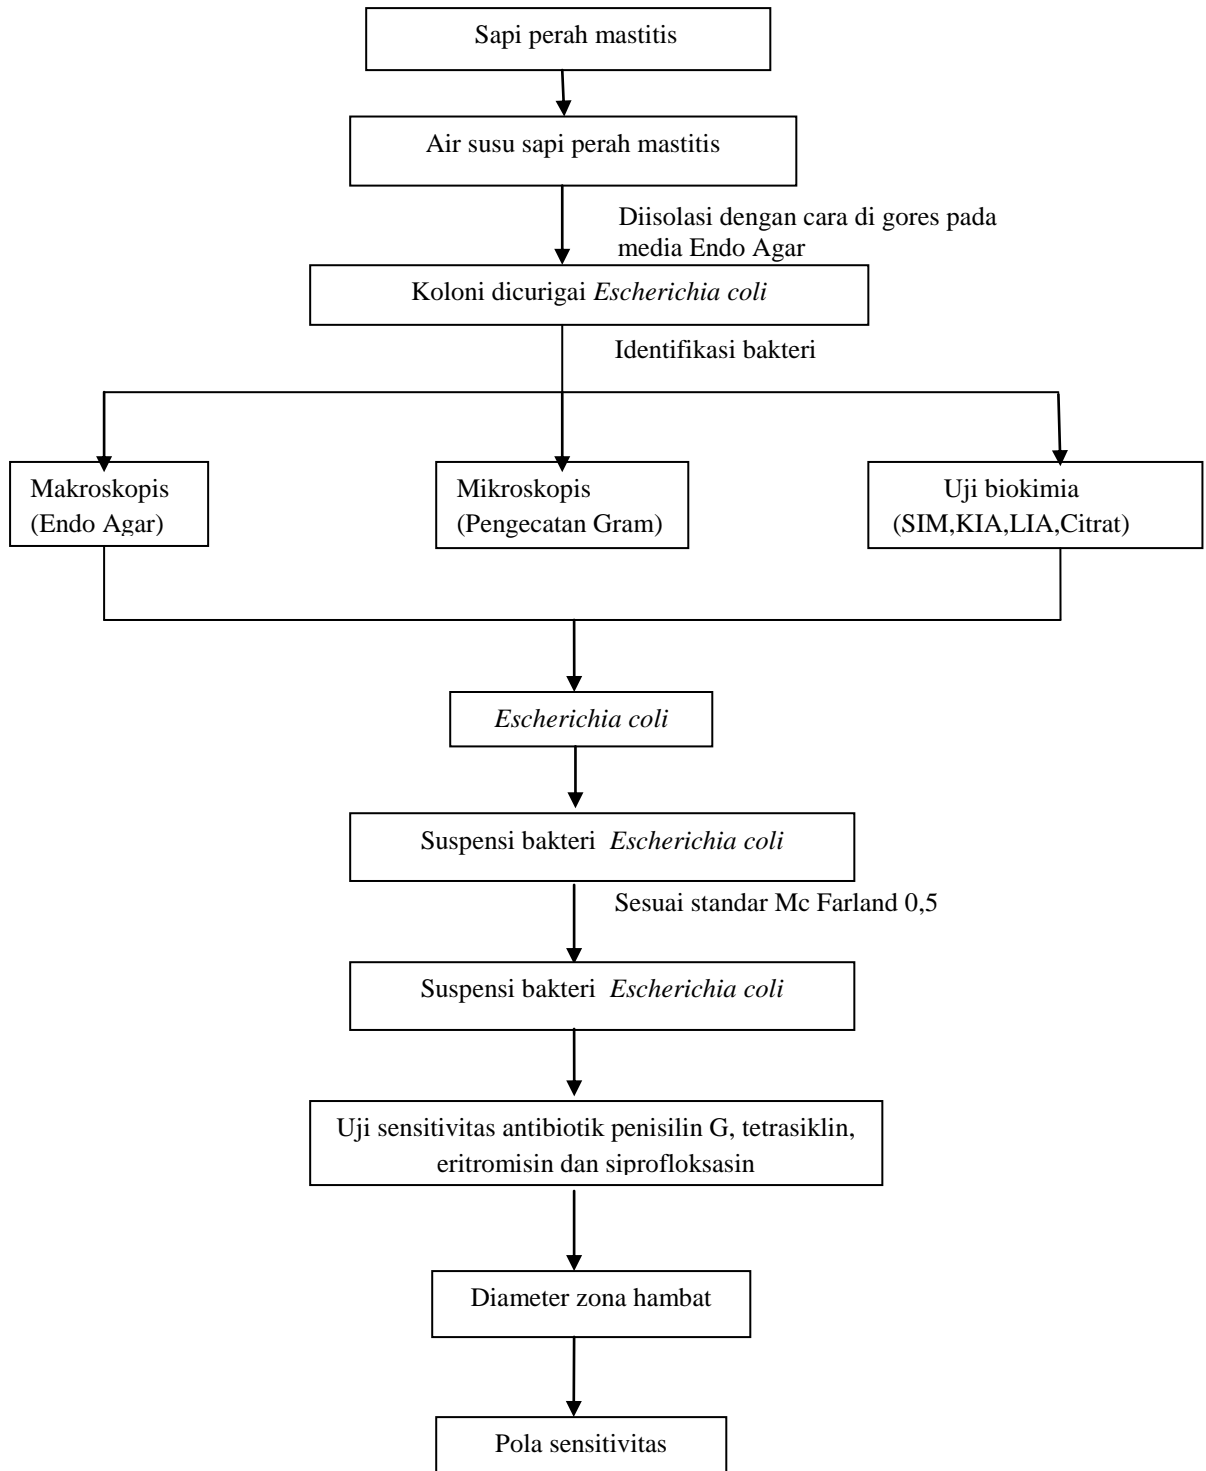 Sapi perah mastitis
Air susu sapi perah mastitis
Diisolasi dengan cara di gores pada
media Endo Agar
Koloni dicurigai Escherichia coli
Identifikasi bakteri
Makroskopis
(Endo Agar)
Mikroskopis
(Pengecatan Gram)
Uji biokimia
(SIM,KIA,LIA,Citrat)
Escherichia coli
Suspensi bakteri Escherichia coli
Sesuai standar Mc Farland 0,5
Suspensi bakteri Escherichia coli
Uji sensitivitas antibiotik penisilin G, tetrasiklin,
eritromisin dan siprofloksasin
Diameter zona hambat
Pola sensitivitas